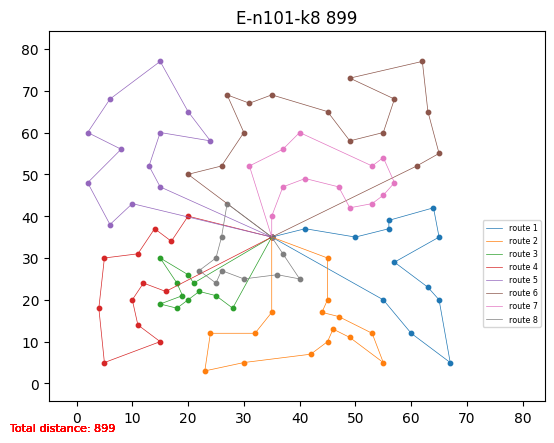 E-n101-k8 899
80
70
60
50
40
30
20
10
0
route 1
route 2
route 3
route 4
route 5
route 6
route 7
route 8
0 10 20 30 40 50 60 70 80
Total distance: 899